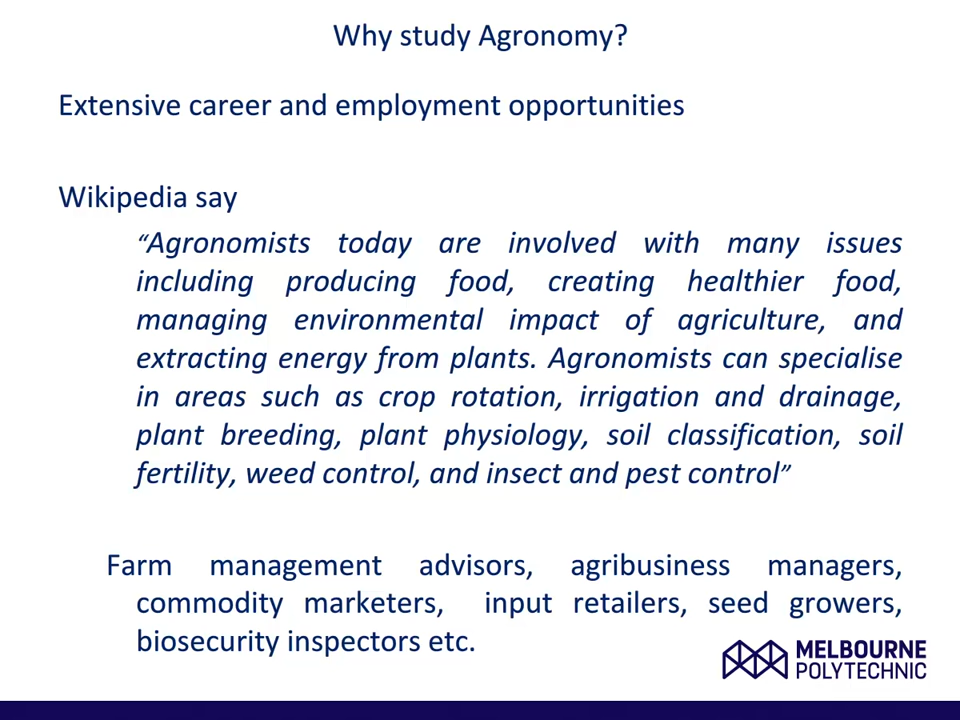 Why study Agronomy?
Extensive career and employment opportunities
Wikipedia say
“Agronomists today are involved with many issues
including producing food, creating healthier food,
managing environmental impact of agriculture, and
extracting energy from plants. Agronomists can specialise
in areas such as crop rotation, irrigation and drainage,
plant breeding, plant physiology, soil classification, soil
fertility, weed control, and insect and pest control”
Farm management advisors, agribusiness managers,
commodity marketers, input retailers, seed growers,
biosecurity inspectors etc.
MELBOURNE
POLYTECHNIC